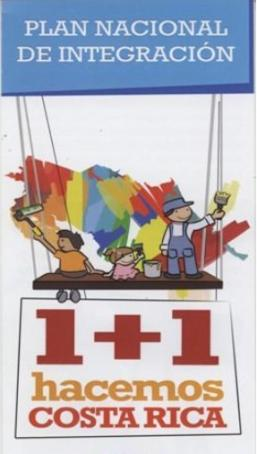 PLAN NACIONAL
DE INTEGRACIÓN
1+1
hacemos
COSTA RICA